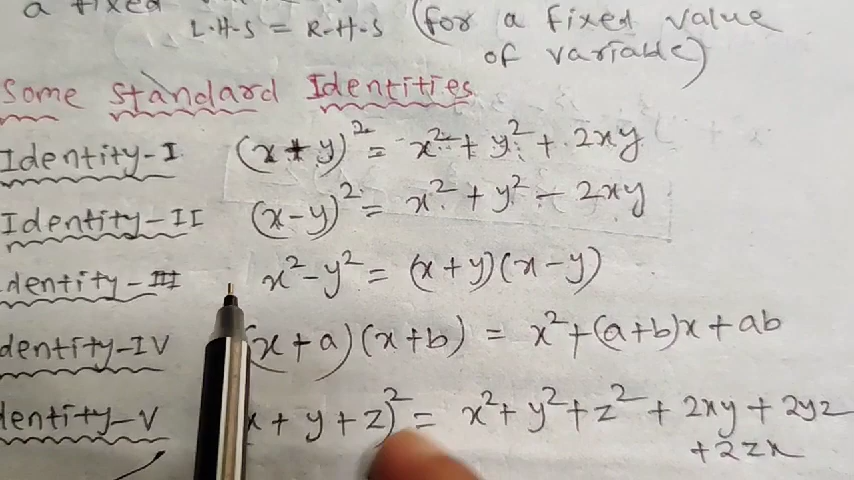 a fixed
L.H-S = R-H-S (for a fixed value
of variable)
Some Standard Identities
Identity-I (x+y)² = x² + y² + 2xy
Identity-II (x-y)² = x² + y² - 2xy
dentity-III x²-y² = (x+y)(x-y)
dentity-IV (x+a)(x+b) = x²+(a+b)x+ab
dentity-V x + y + z)² = x² + y² + z² + 2xy + 2yz
+2zx